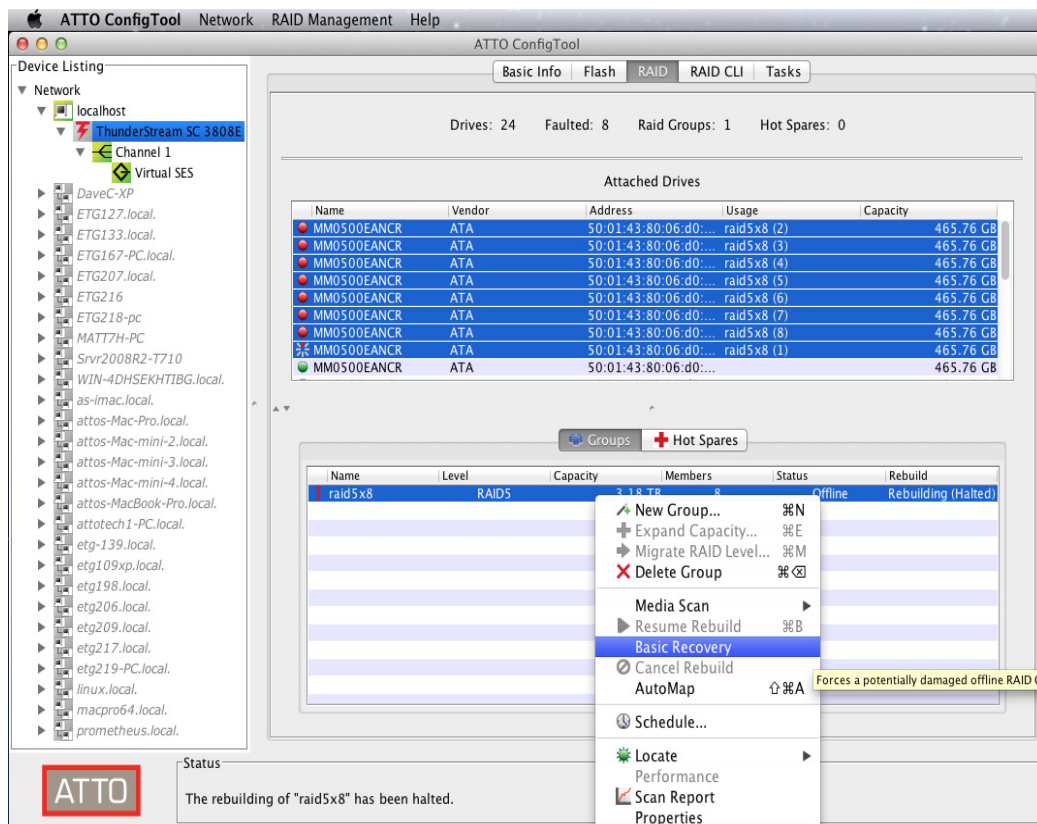 ATTO ConfigTool Network RAID Management Help
ATTO ConfigTool
Device Listing
Network
localhost
ThunderStream SC 3808E
Channel 1
Virtual SES
DaveC-XP
ETG127.local.
ETG133.local.
ETG167-PC.local.
ETG207.local.
ETG216
ETG218-pc
MATT7H-PC
Srvr2008R2-T710
WIN-4DHSEKHTIBG.local.
as-imac.local.
attos-Mac-Pro.local.
attos-Mac-mini-2.local.
attos-Mac-mini-3.local.
attos-Mac-mini-4.local.
attos-MacBook-Pro.local.
attotech1-PC.local.
etg-139.local.
etg109xp.local.
etg198.local.
etg206.local.
etg209.local.
etg217.local.
etg219-PC.local.
linux.local.
macpro64.local.
prometheus.local.
Basic Info Flash RAID RAID CLI Tasks
Drives: 24 Faulted: 8 Raid Groups: 1 Hot Spares: 0
Attached Drives
Name Vendor Address Usage Capacity
MM0500EANCR ATA 50:01:43:80:06:d0:... raid5x8 (2) 465.76 GB
MM0500EANCR ATA 50:01:43:80:06:d0:... raid5x8 (3) 465.76 GB
MM0500EANCR ATA 50:01:43:80:06:d0:... raid5x8 (4) 465.76 GB
MM0500EANCR ATA 50:01:43:80:06:d0:... raid5x8 (5) 465.76 GB
MM0500EANCR ATA 50:01:43:80:06:d0:... raid5x8 (6) 465.76 GB
MM0500EANCR ATA 50:01:43:80:06:d0:... raid5x8 (7) 465.76 GB
MM0500EANCR ATA 50:01:43:80:06:d0:... raid5x8 (8) 465.76 GB
MM0500EANCR ATA 50:01:43:80:06:d0:... raid5x8 (1) 465.76 GB
MM0500EANCR ATA 50:01:43:80:06:d0:... 465.76 GB
Groups Hot Spares
Name Level Capacity Members Status Rebuild
raid5x8 RAID5 3.18 TB 8 Offline Rebuilding (Halted)
New Group... ⌘N
Expand Capacity... ⌘E
Migrate RAID Level... ⌘M
Delete Group ⌘⌫
Media Scan
Resume Rebuild ⌘B
Basic Recovery
Cancel Rebuild
AutoMap ⇧⌘A
Schedule...
Locate
Performance
Scan Report
Properties
Forces a potentially damaged offline RAID
Status
The rebuilding of "raid5x8" has been halted.
ATTO